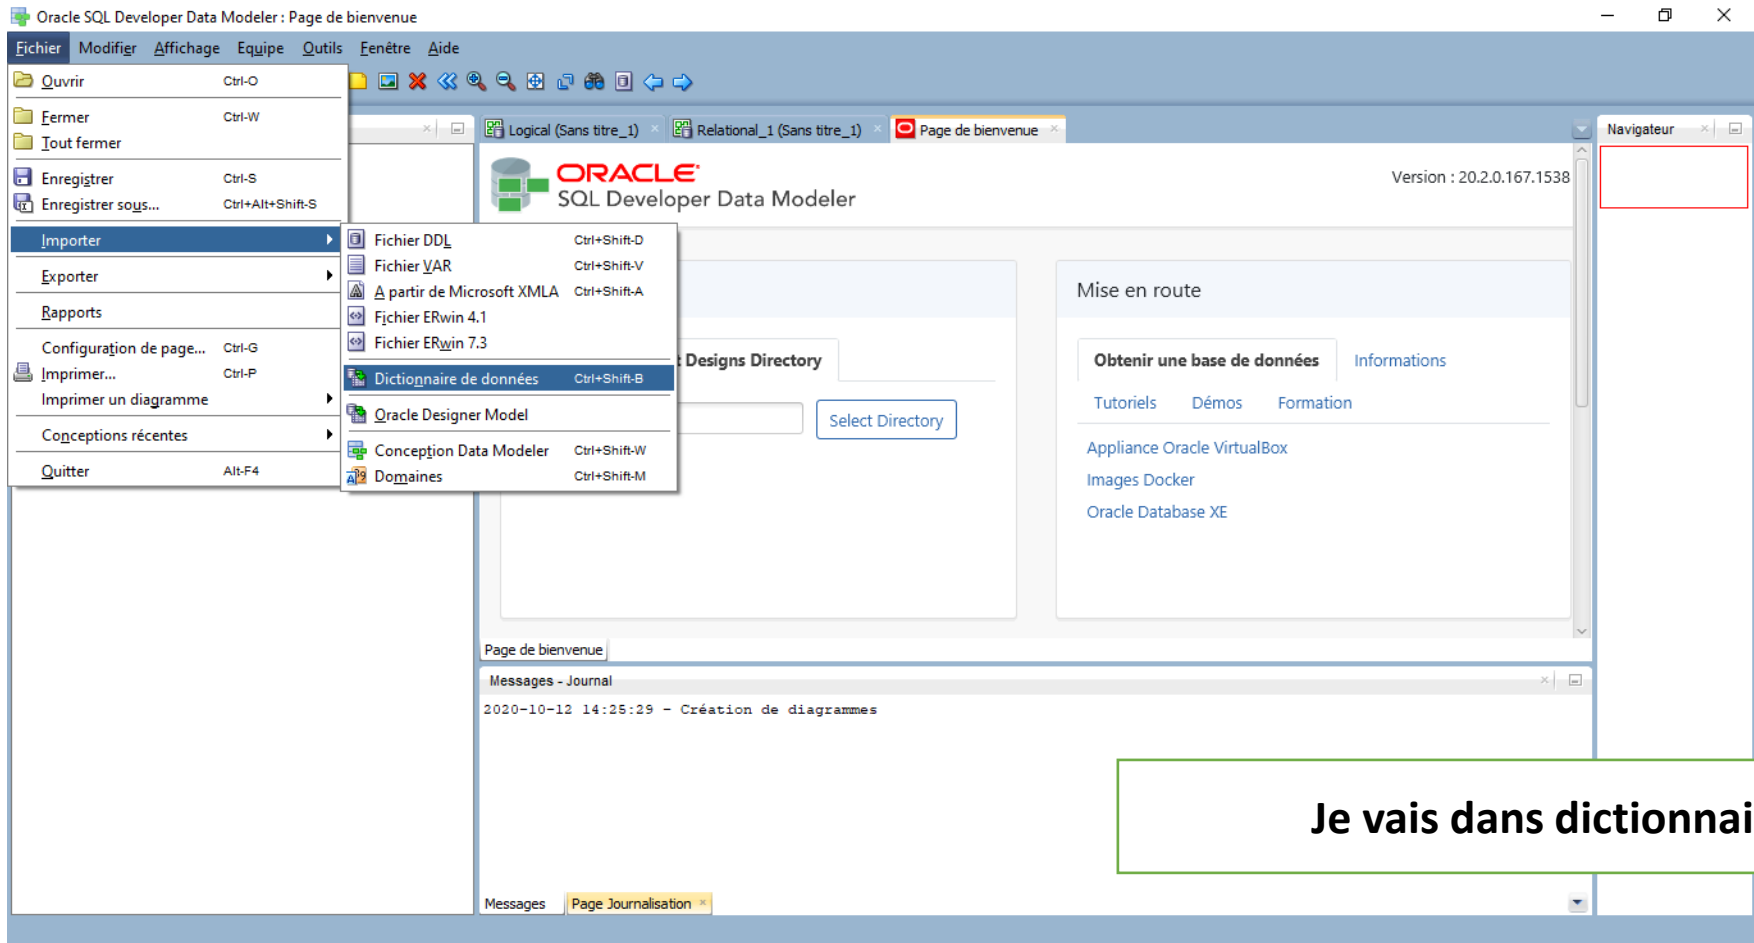 Oracle SQL Developer Data Modeler : Page de bienvenue
Fichier Modifier Affichage Equipe Outils Fenêtre Aide
Ouvrir Ctrl-O
Fermer Ctrl-W
Tout fermer
Enregistrer Ctrl-S
Enregistrer sous... Ctrl+Alt+Shift-S
Importer
Exporter
Rapports
Configuration de page... Ctrl-G
Imprimer... Ctrl-P
Imprimer un diagramme
Conceptions récentes
Quitter Alt-F4
Fichier DDL Ctrl+Shift-D
Fichier VAR Ctrl+Shift-V
A partir de Microsoft XMLA Ctrl+Shift-A
Fichier ERwin 4.1
Fichier ERwin 7.3
Dictionnaire de données Ctrl+Shift-B
Oracle Designer Model
Conception Data Modeler Ctrl+Shift-W
Domaines Ctrl+Shift-M
Logical (Sans titre_1) Relational_1 (Sans titre_1) Page de bienvenue
ORACLE
SQL Developer Data Modeler
Version : 20.2.0.167.1538
Designs Directory
Select Directory
Mise en route
Obtenir une base de données Informations
Tutoriels Démos Formation
Appliance Oracle VirtualBox
Images Docker
Oracle Database XE
Page de bienvenue
Messages - Journal
2020-10-12 14:25:29 - Création de diagrammes
Messages Page Journalisation
Navigateur
Je vais dans dictionnai